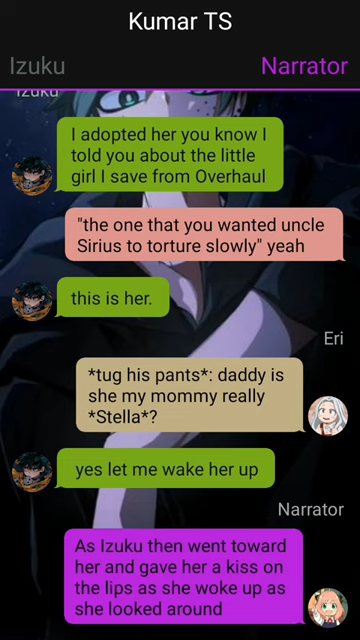 Kumar TS
Izuku
Narrator
Izuku
I adopted her you know I
told you about the little
girl I save from Overhaul
"the one that you wanted uncle
Sirius to torture slowly" yeah
this is her.
Eri
*tug his pants*: daddy is
she my mommy really
*Stella*?
yes let me wake her up
Narrator
As Izuku then went toward
her and gave her a kiss on
the lips as she woke up as
she looked around